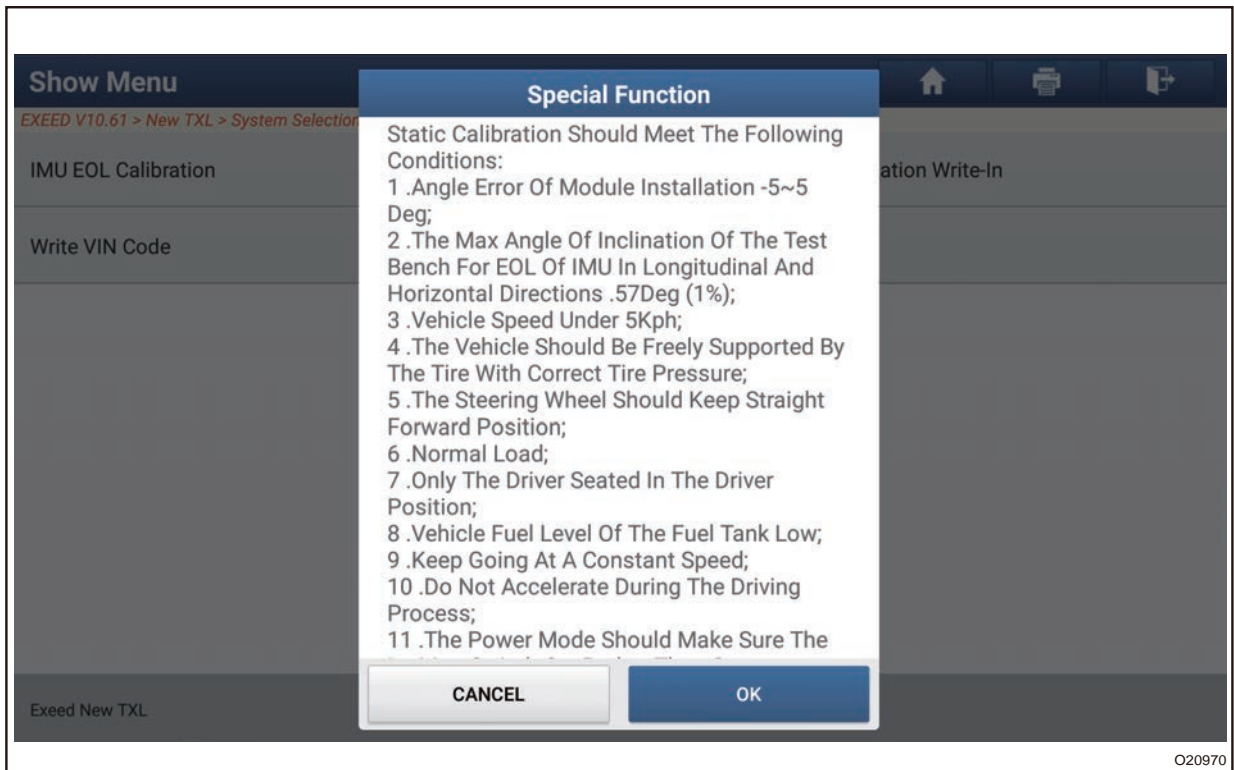 Show Menu
Special Function
EXEED V10.61 > New TXL > System Selection
Static Calibration Should Meet The Following
Conditions:
IMU EOL Calibration
ation Write-In
1 .Angle Error Of Module Installation -5~5
Deg;
Write VIN Code
2 .The Max Angle Of Inclination Of The Test
Bench For EOL Of IMU In Longitudinal And
Horizontal Directions .57Deg (1%);
3 .Vehicle Speed Under 5Kph;
4 .The Vehicle Should Be Freely Supported By
The Tire With Correct Tire Pressure;
5 .The Steering Wheel Should Keep Straight
Forward Position;
6 .Normal Load;
7 .Only The Driver Seated In The Driver
Position;
8 .Vehicle Fuel Level Of The Fuel Tank Low;
9 .Keep Going At A Constant Speed;
10 .Do Not Accelerate During The Driving
Process;
11 .The Power Mode Should Make Sure The
CANCEL
OK
Exeed New TXL
O20970